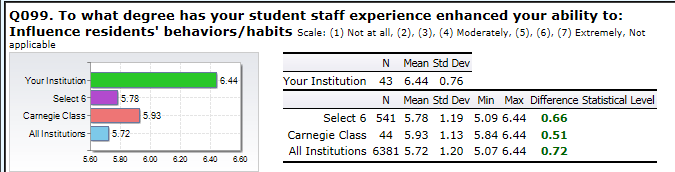 Q099. To what degree has your student staff experience enhanced your ability to:
Influence residents' behaviors/habits Scale: (1) Not at all, (2), (3), (4) Moderately, (5), (6), (7) Extremely, Not
applicable
Your Institution 6.44
Select 6 5.78
Carnegie Class 5.93
All Institutions 5.72
5.60 5.80 6.00 6.20 6.40 6.60
N Mean Std Dev
Your Institution 43 6.44 0.76
N Mean Std Dev Min Max Difference Statistical Level
Select 6 541 5.78 1.19 5.09 6.44 0.66
Carnegie Class 44 5.93 1.13 5.84 6.44 0.51
All Institutions 6381 5.72 1.20 5.07 6.44 0.72